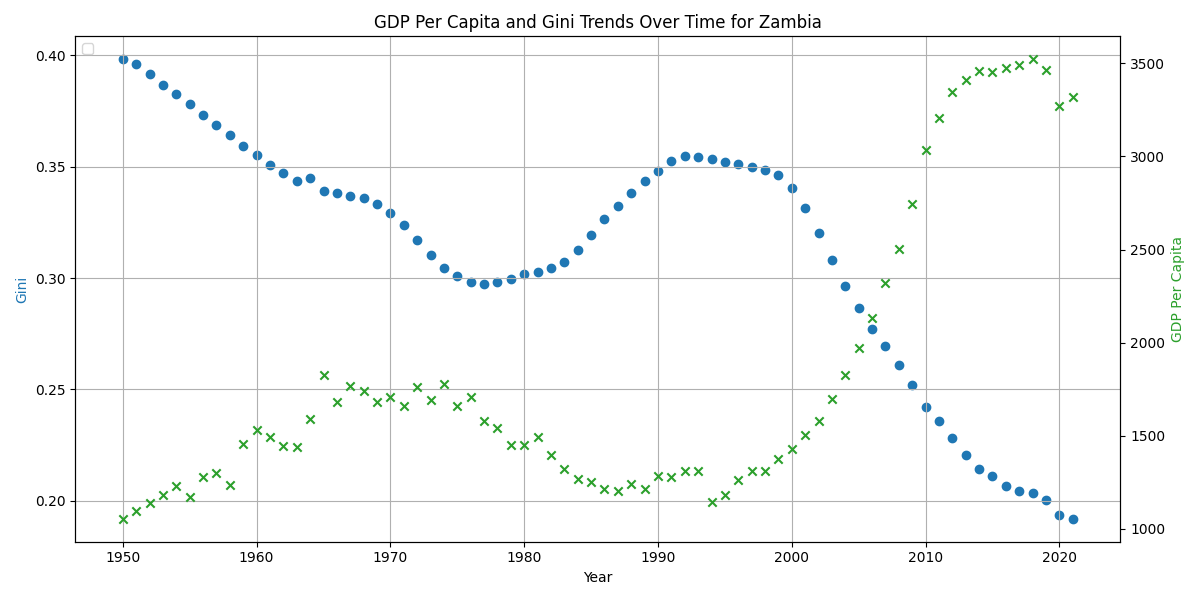 GDP Per Capita and Gini Trends Over Time for Zambia
0.40
0.35
0.30
0.25
0.20
Gini
3500
3000
2500
2000
1500
1000
GDP Per Capita
1950 1960 1970 1980 1990 2000 2010 2020
Year